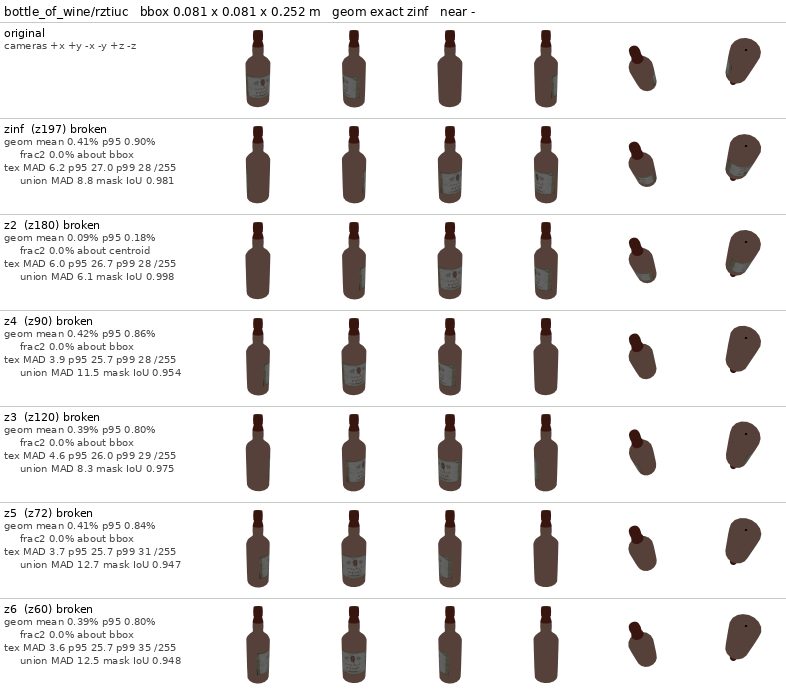 bottle_of_wine/rztiuc   bbox 0.081 x 0.081 x 0.252 m   geom exact zinf   near -
original
cameras +x +y -x -y +z -z
zinf  (z197) broken
geom mean 0.41% p95 0.90%
frac2 0.0% about bbox
tex MAD 6.2 p95 27.0 p99 28 /255
union MAD 8.8 mask IoU 0.981
z2  (z180) broken
geom mean 0.09% p95 0.18%
frac2 0.0% about centroid
tex MAD 6.0 p95 26.7 p99 28 /255
union MAD 6.1 mask IoU 0.998
z4  (z90) broken
geom mean 0.42% p95 0.86%
frac2 0.0% about bbox
tex MAD 3.9 p95 25.7 p99 28 /255
union MAD 11.5 mask IoU 0.954
z3  (z120) broken
geom mean 0.39% p95 0.80%
frac2 0.0% about bbox
tex MAD 4.6 p95 26.0 p99 29 /255
union MAD 8.3 mask IoU 0.975
z5  (z72) broken
geom mean 0.41% p95 0.84%
frac2 0.0% about bbox
tex MAD 3.7 p95 25.7 p99 31 /255
union MAD 12.7 mask IoU 0.947
z6  (z60) broken
geom mean 0.39% p95 0.80%
frac2 0.0% about bbox
tex MAD 3.6 p95 25.7 p99 35 /255
union MAD 12.5 mask IoU 0.948